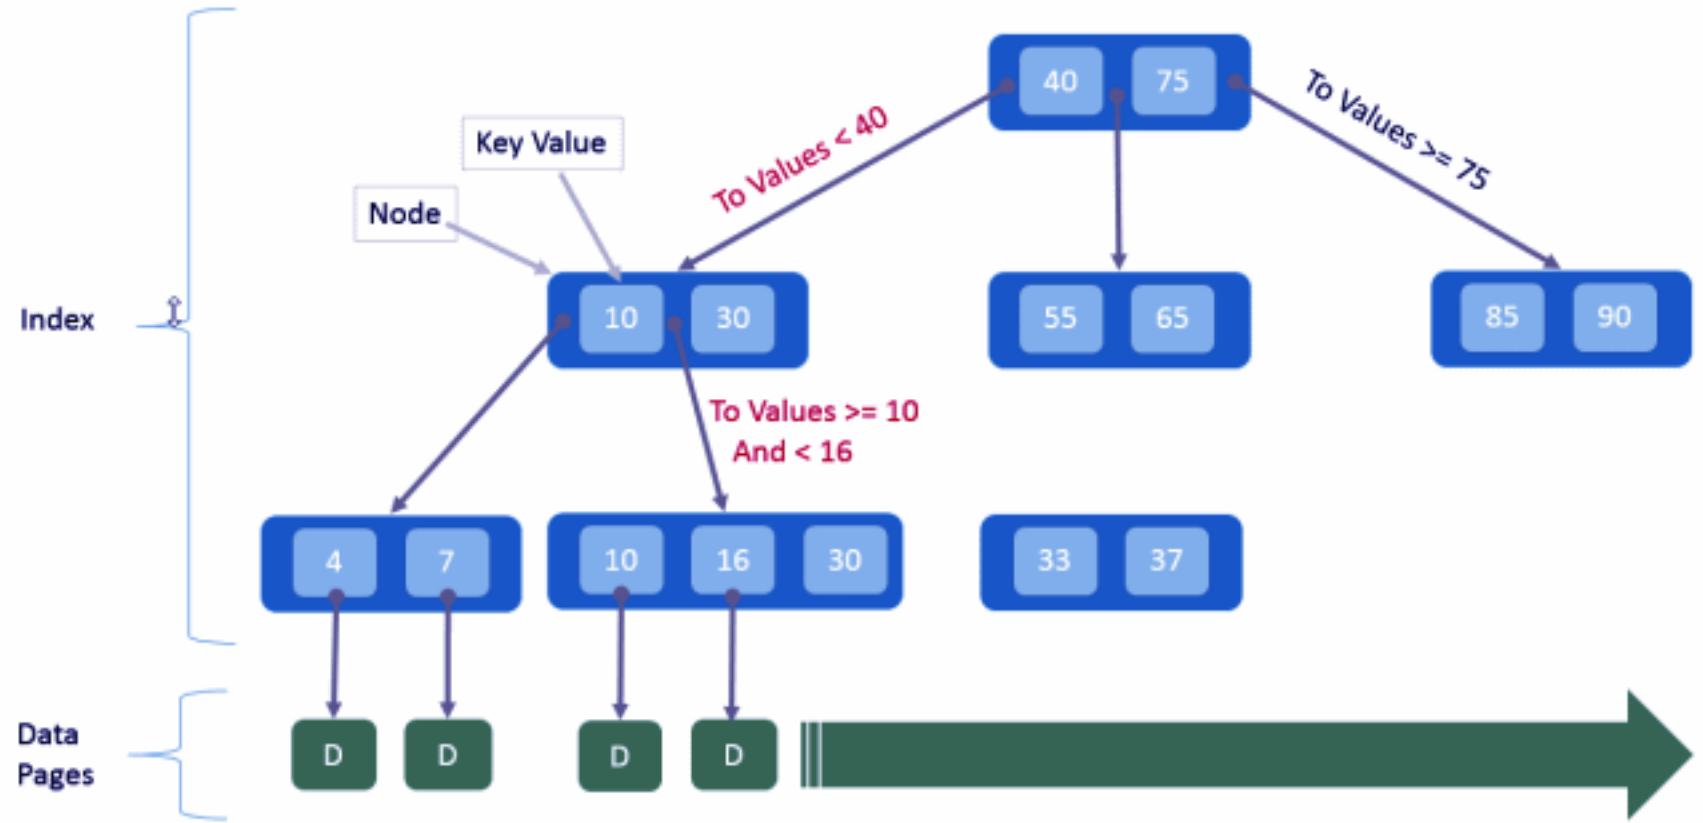 40 75
To Values < 40
To Values >= 75
Key Value
Node
10 30
55 65
85 90
Index
To Values >= 10
And < 16
4 7
10 16 30
33 37
Data
Pages
D D D D